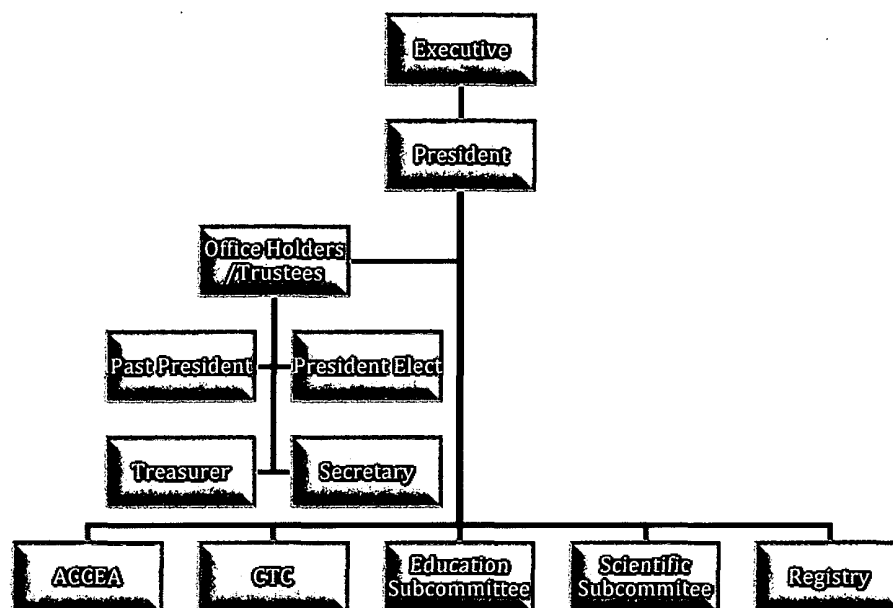 Executive
President
Office Holders
/Trustees
Past President
President Elect
Treasurer
Secretary
ACCEA
CTC
Education
Subcommittee
Scientific
Subcommitee
Registry